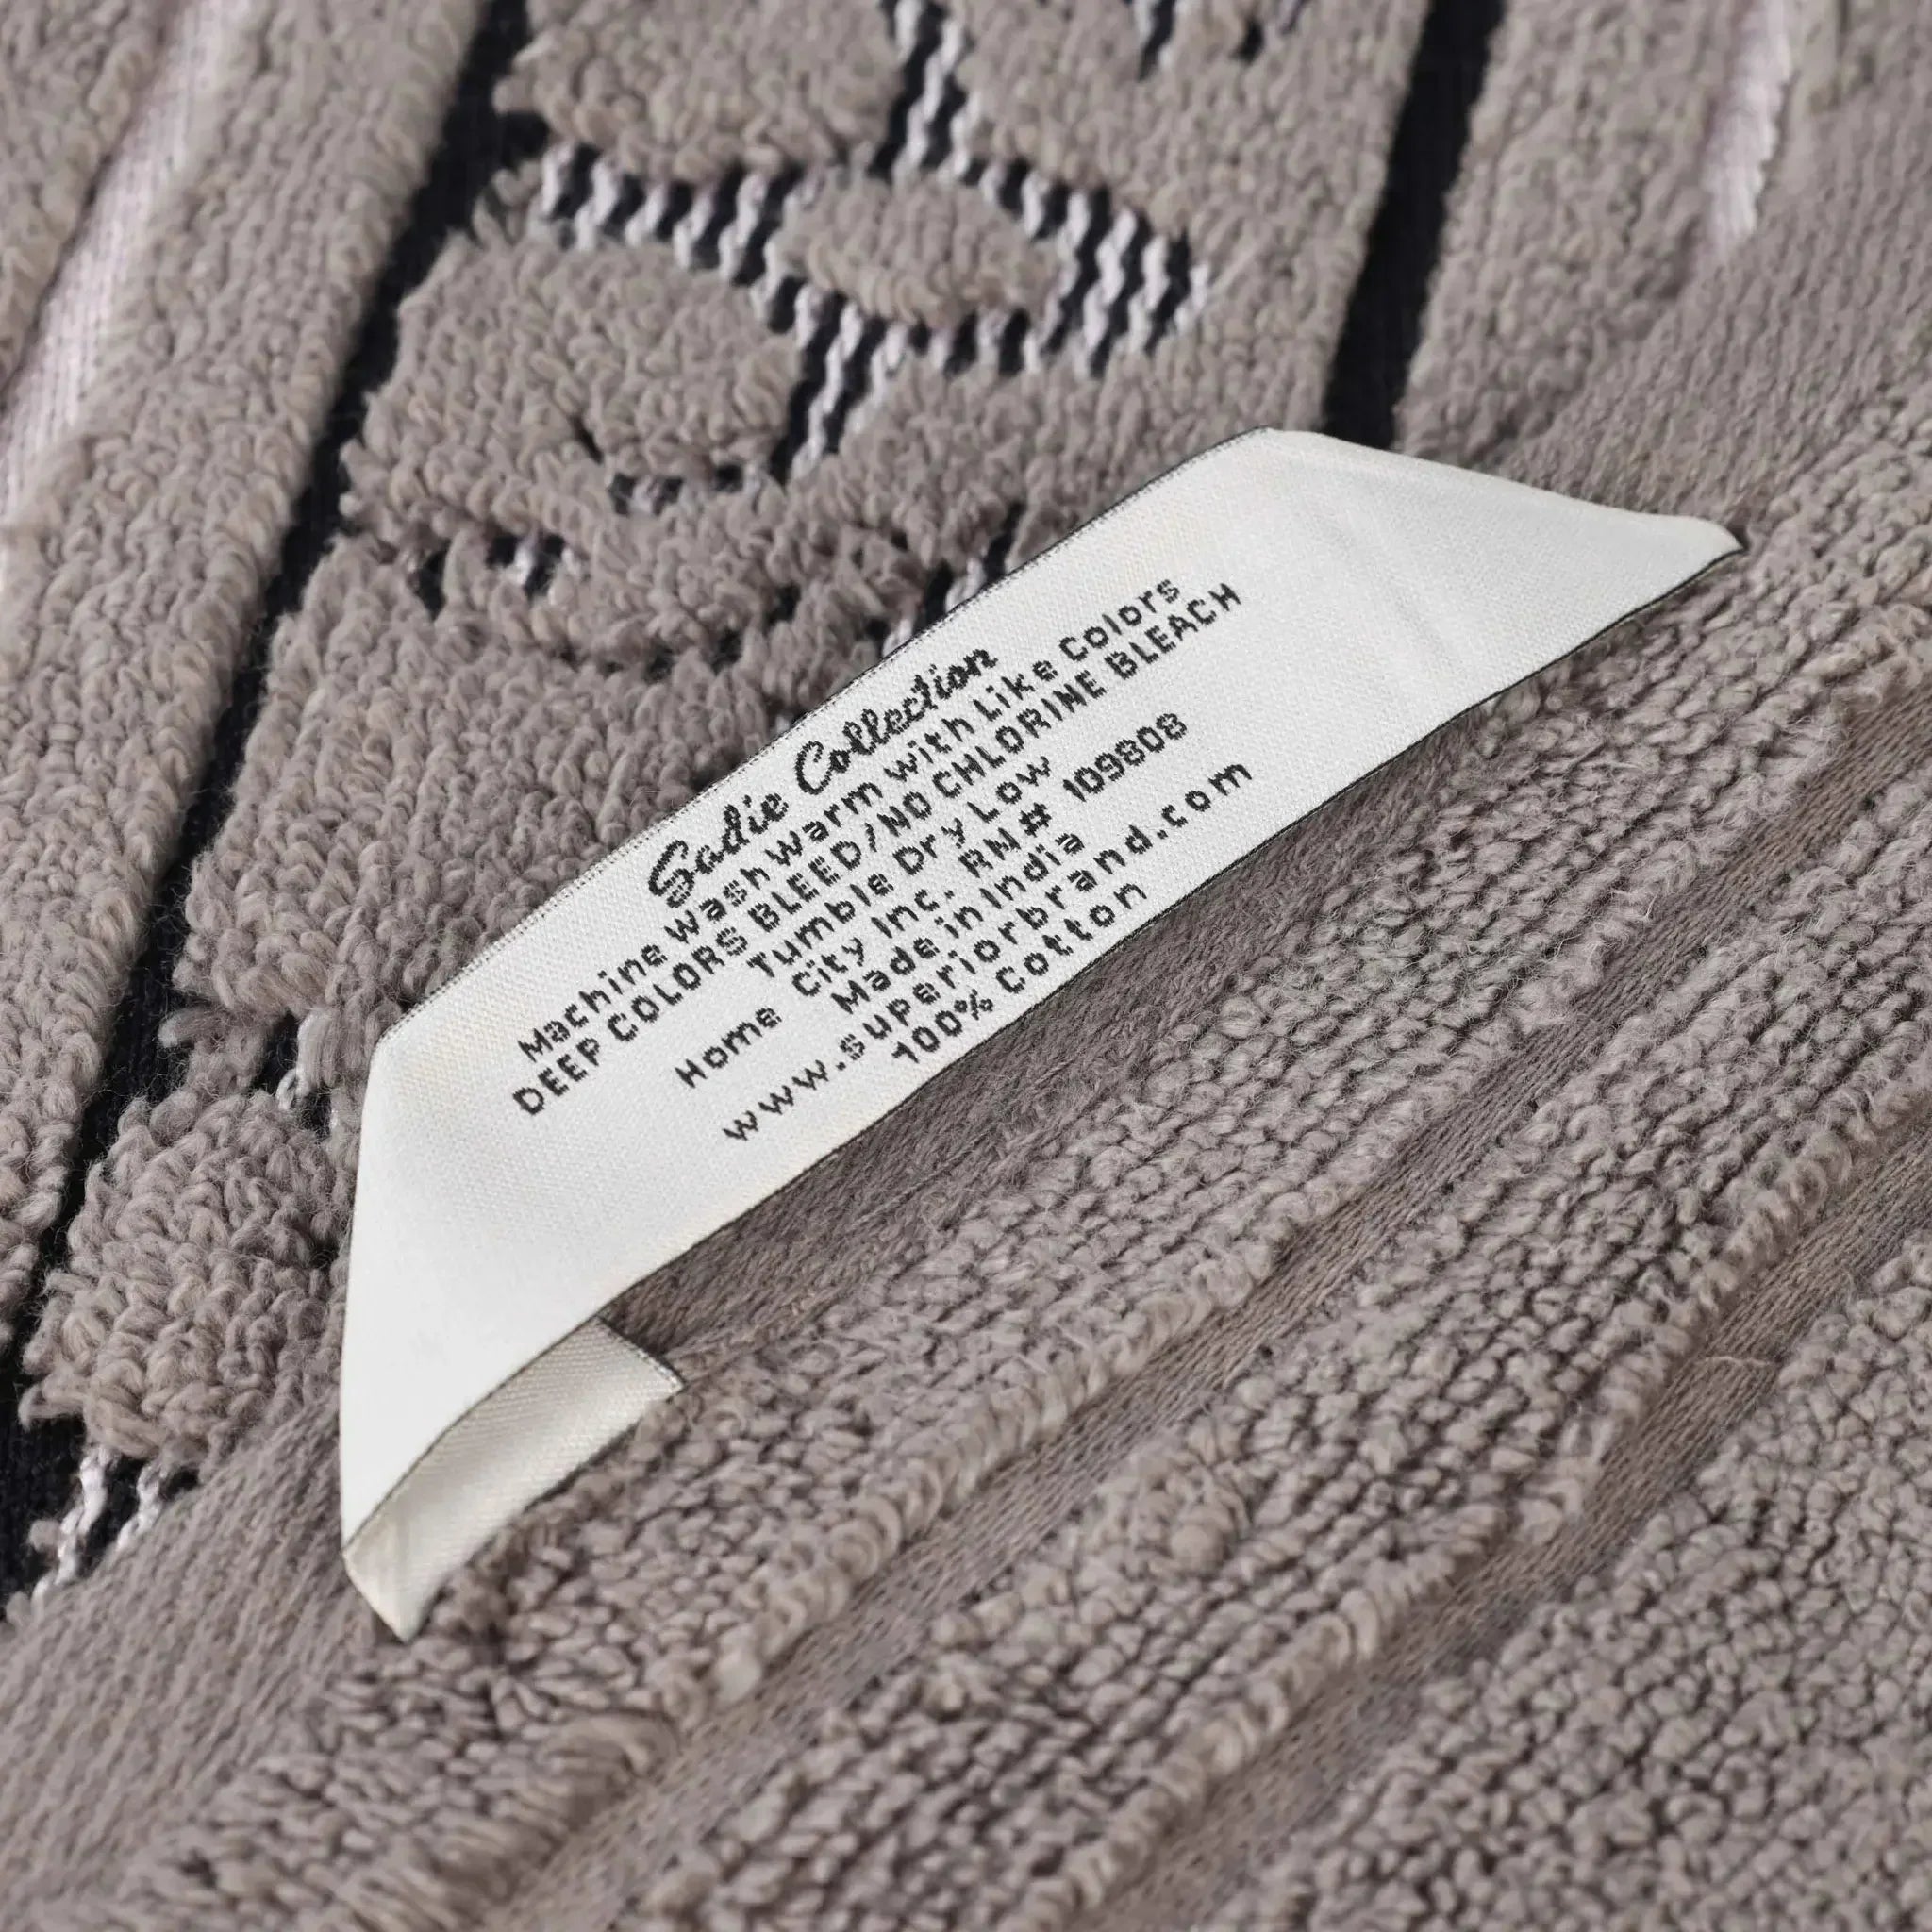 Sadie Collection
Machine Wash Warm with Like Colors
DEEP COLORS BLEED/NO CHLORINE BLEACH
Tumble Dry Low
Home City Inc. RN# 109808
Made in India
www.superiorbrand.com
100% Cotton